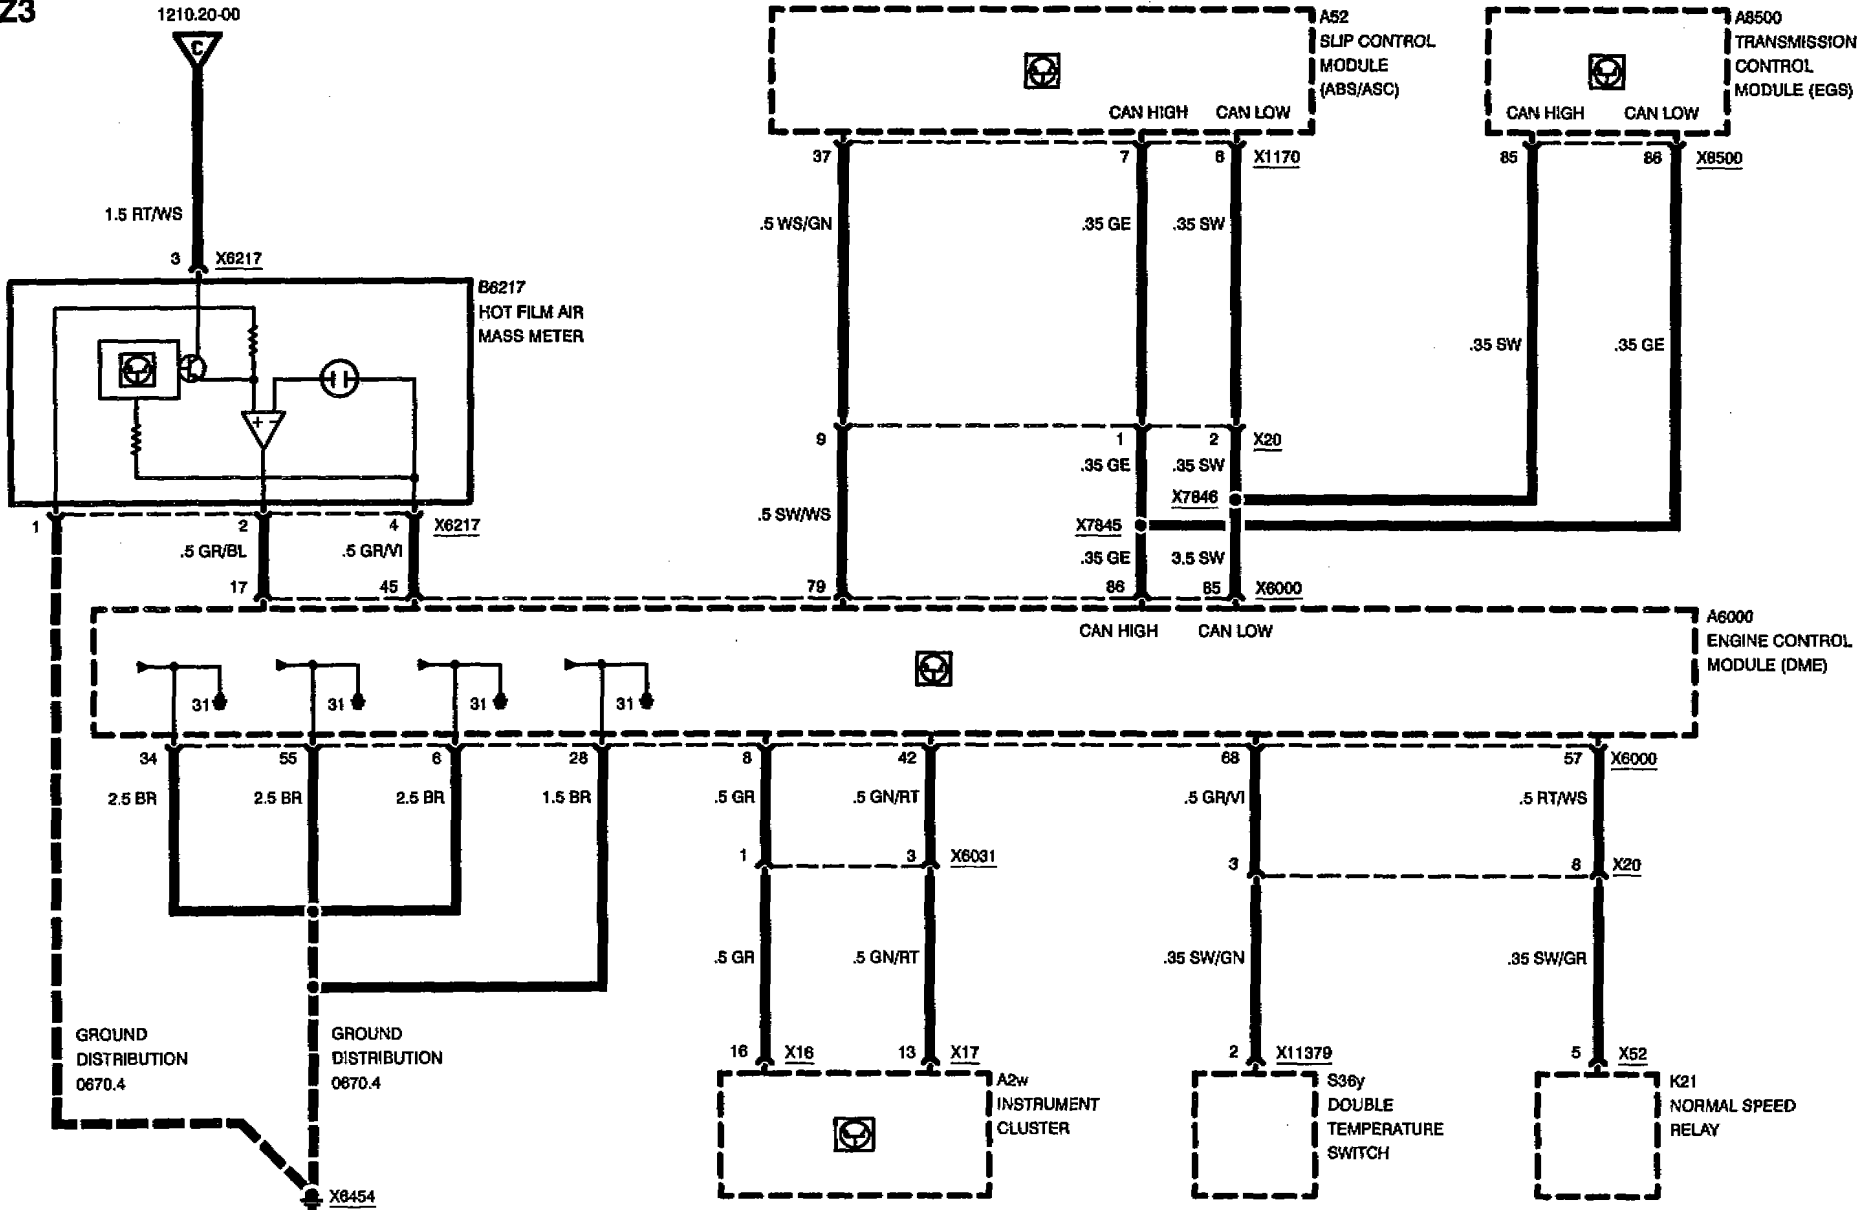 Z3
1210.20-00
C
1.5 RT/WS
3 X6217
B6217
HOT FILM AIR
MASS METER
+ -
1 2 4 X6217
.5 GR/BL .5 GR/VI
17 45
A52
SLIP CONTROL
MODULE
(ABS/ASC)
CAN HIGH CAN LOW
37 7 8 X1170
.5 WS/GN .35 GE .35 SW
A8500
TRANSMISSION
CONTROL
MODULE (EGS)
CAN HIGH CAN LOW
85 86 X8500
.35 SW .35 GE
9 1 2 X20
.35 GE .35 SW
X7846
.5 SW/WS
X7845
.35 GE 3.5 SW
79 86 85 X6000
CAN HIGH CAN LOW
A6000
ENGINE CONTROL
MODULE (DME)
31 31 31 31
34 55 6 28 8 42 68 57 X6000
2.5 BR 2.5 BR 2.5 BR 1.5 BR .5 GR .5 GN/RT .5 GR/VI .5 RT/WS
1 3 X6031
3 8 X20
.5 GR .5 GN/RT .35 SW/GN .35 SW/GR
GROUND
DISTRIBUTION
0670.4
GROUND
DISTRIBUTION
0670.4
X6454
16 X16 13 X17
A2w
INSTRUMENT
CLUSTER
2 X11379
S36y
DOUBLE
TEMPERATURE
SWITCH
5 X52
K21
NORMAL SPEED
RELAY